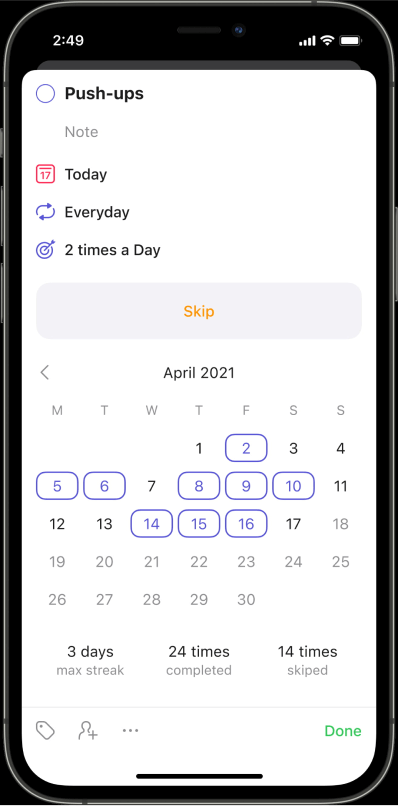 2:49
Push-ups
Note
17 Today
Everyday
2 times a Day
Skip
April 2021
M T W T F S S
1 2 3 4
5 6 7 8 9 10 11
12 13 14 15 16 17 18
19 20 21 22 23 24 25
26 27 28 29 30
3 days 24 times 14 times
max streak completed skiped
Done